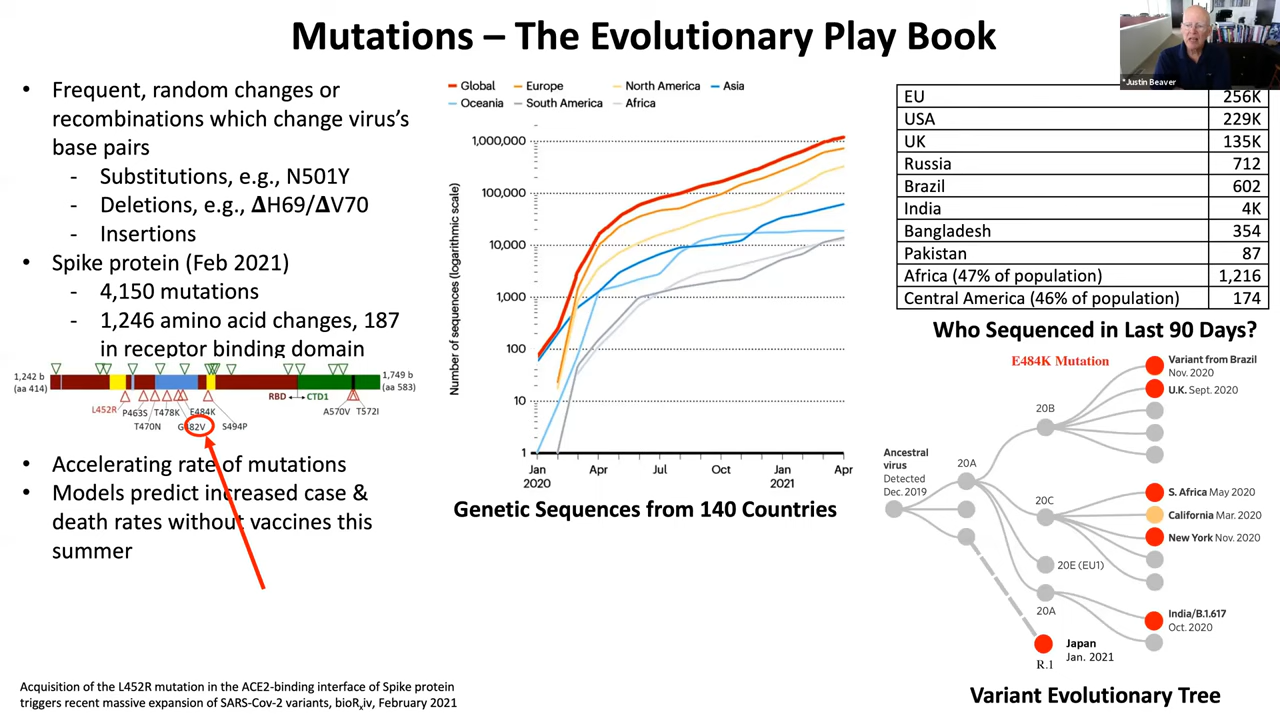 Mutations – The Evolutionary Play Book
*Justin Beaver
• Frequent, random changes or
recombinations which change virus’s
base pairs
- Substitutions, e.g., N501Y
- Deletions, e.g., ΔH69/ΔV70
- Insertions
• Spike protein (Feb 2021)
- 4,150 mutations
- 1,246 amino acid changes, 187
in receptor binding domain
1,242 b
(aa 414)
1,749 b
(aa 583)
RBD
CTD1
L452R
P463S
T478K
E484K
A570V
T572I
T470N
G482V
S494P
• Accelerating rate of mutations
• Models predict increased case &
death rates without vaccines this
summer
Acquisition of the L452R mutation in the ACE2-binding interface of Spike protein
triggers recent massive expansion of SARS-Cov-2 variants, bioRxiv, February 2021
Global Europe North America Asia
Oceania South America Africa
Number of sequences (logarithmic scale)
1,000,000
100,000
10,000
1,000
100
10
1
Jan Apr Jul Oct Jan Apr
2020 2021
Genetic Sequences from 140 Countries
EU 256K
USA 229K
UK 135K
Russia 712
Brazil 602
India 4K
Bangladesh 354
Pakistan 87
Africa (47% of population) 1,216
Central America (46% of population) 174
Who Sequenced in Last 90 Days?
E484K Mutation
Variant from Brazil
Nov. 2020
U.K. Sept. 2020
20B
Ancestral
virus
Detected
Dec. 2019
20A
20C
S. Africa May 2020
California Mar. 2020
New York Nov. 2020
20E (EU1)
20A
India/B.1.617
Oct. 2020
Japan
Jan. 2021
R.1
Variant Evolutionary Tree